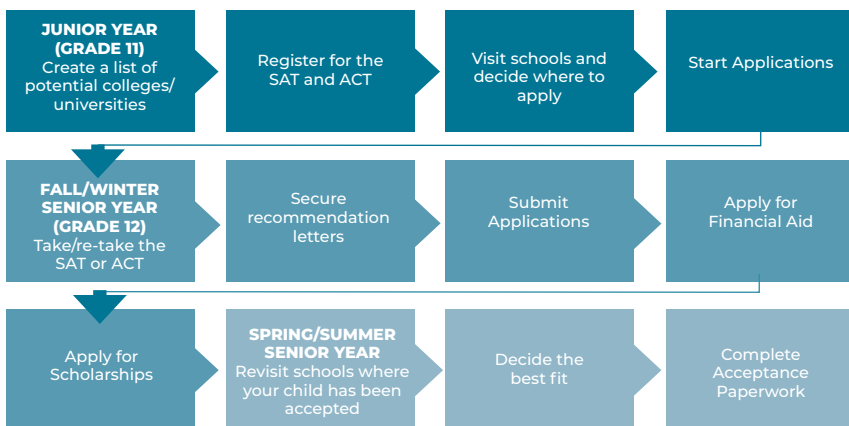 JUNIOR YEAR
(GRADE 11)
Create a list of
potential colleges/
universities
Register for the
SAT and ACT
Visit schools and
decide where to
apply
Start Applications
FALL/WINTER
SENIOR YEAR
(GRADE 12)
Take/re-take the
SAT or ACT
Secure
recommendation
letters
Submit
Applications
Apply for
Financial Aid
Apply for
Scholarships
SPRING/SUMMER
SENIOR YEAR
Revisit schools where
your child has been
accepted
Decide the
best fit
Complete
Acceptance
Paperwork